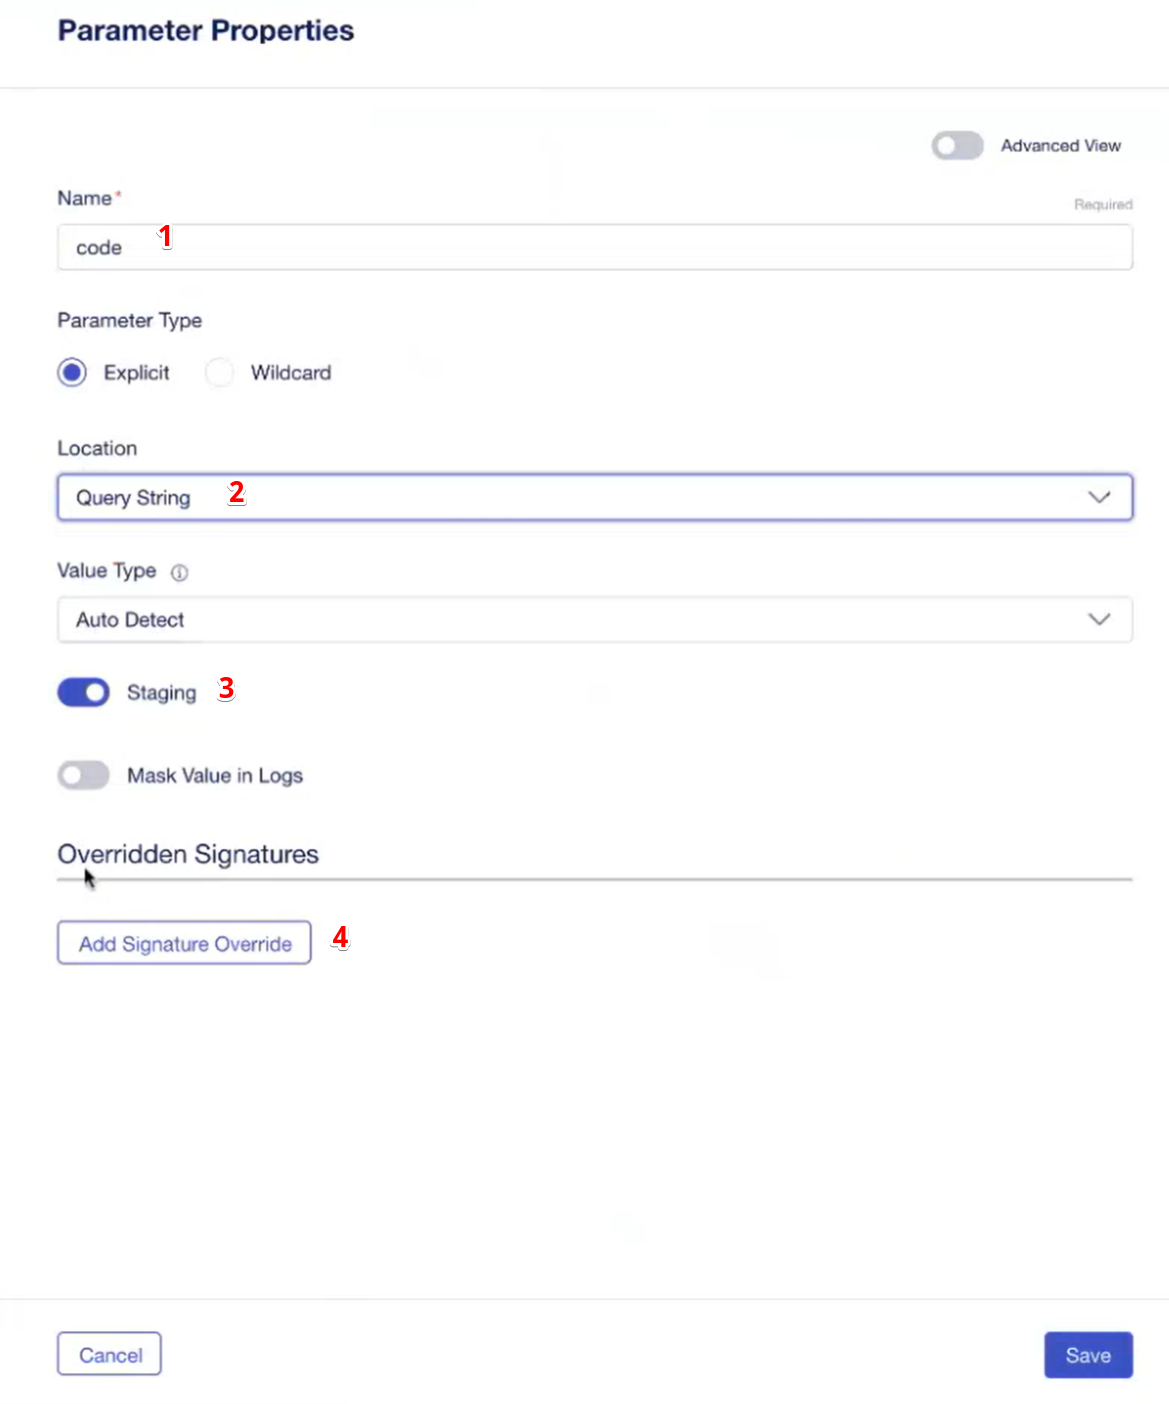 Parameter Properties
Advanced View
Name*
Required
code 1
Parameter Type
Explicit Wildcard
Location
Query String 2
Value Type
Auto Detect
Staging 3
Mask Value in Logs
Overridden Signatures
Add Signature Override 4
Cancel Save